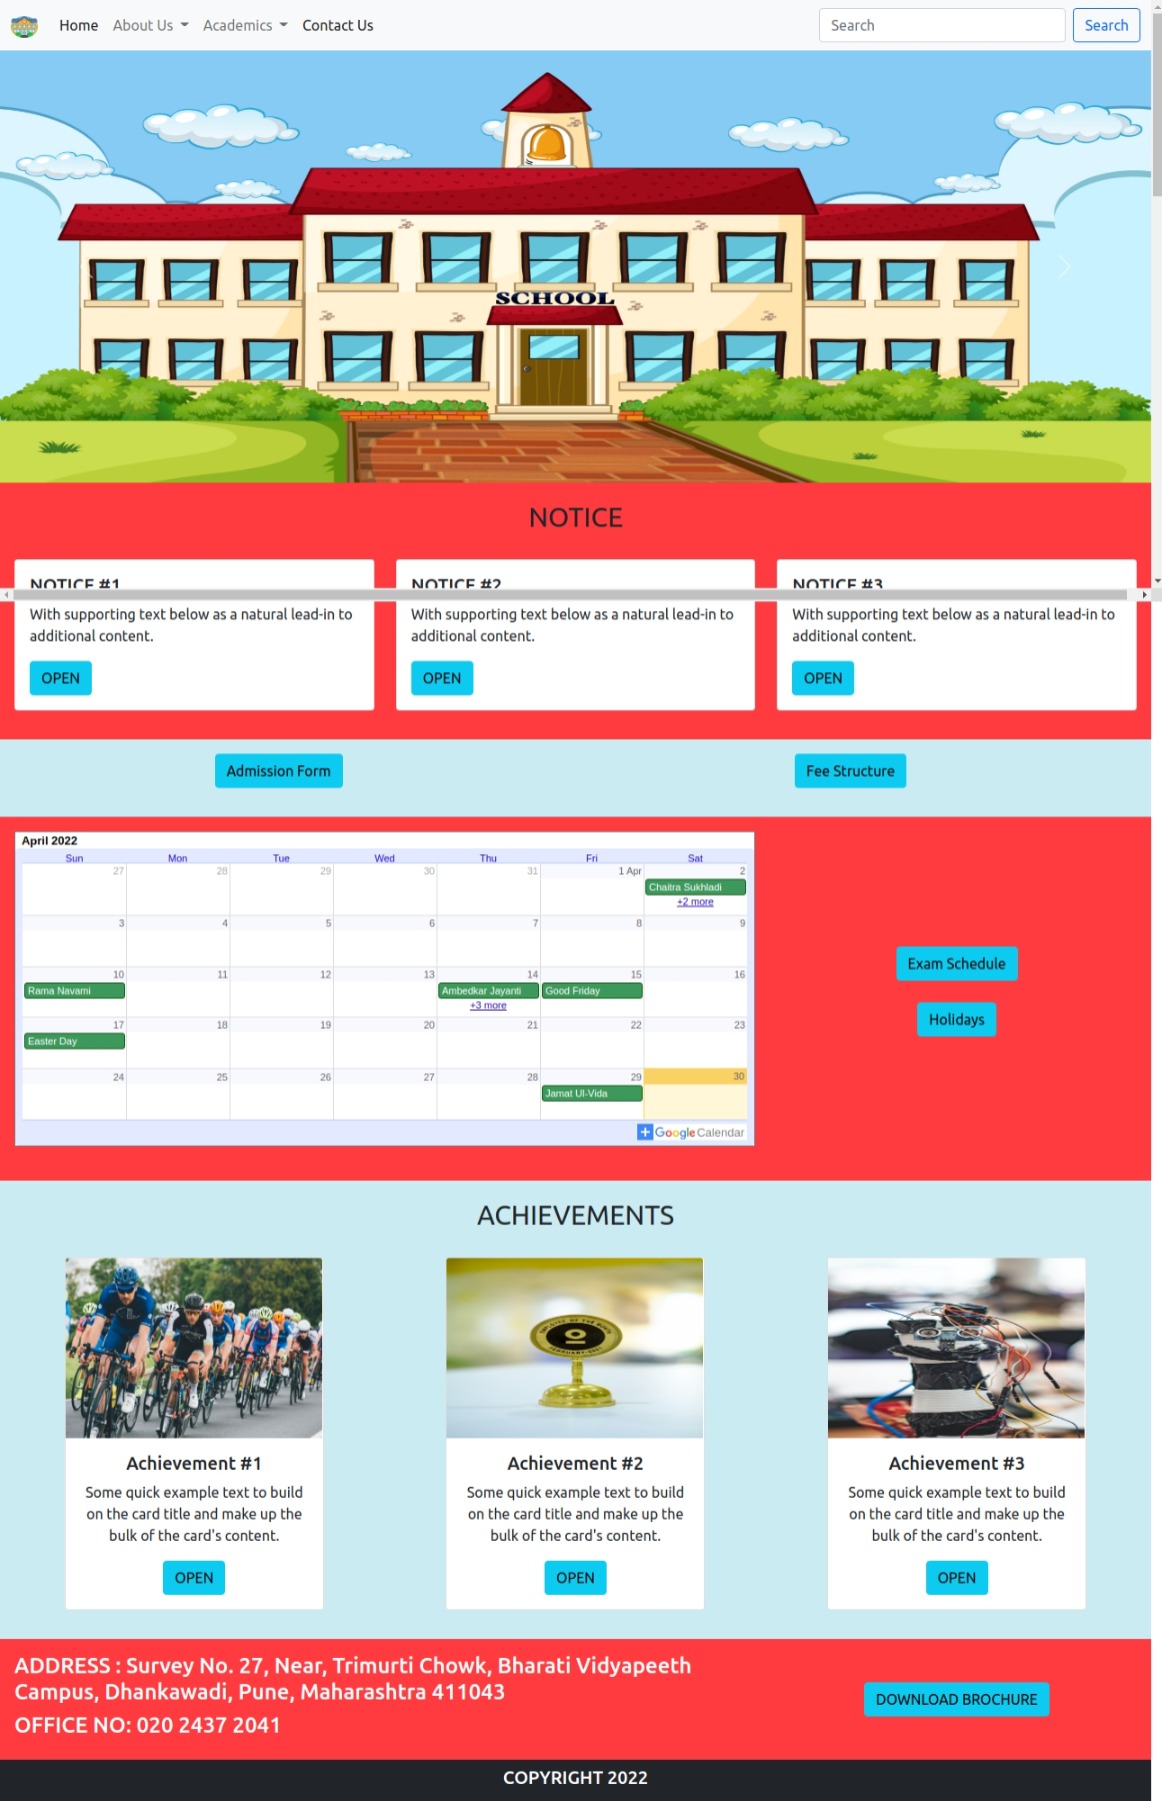 Home About Us Academics Contact Us Search Search
SCHOOL
NOTICE
NOTICE #1 NOTICE #2 NOTICE #3
With supporting text below as a natural lead-in to With supporting text below as a natural lead-in to With supporting text below as a natural lead-in to
additional content. additional content. additional content.
OPEN OPEN OPEN
Admission Form Fee Structure
April 2022
Sun Mon Tue Wed Thu Fri Sat
27 28 29 30 31 1 Apr 2
Chaitra Sukhladi
+2 more
3 4 5 6 7 8 9
10 11 12 13 14 15 16
Rama Navami Ambedkar Jayanti Good Friday
+3 more
17 18 19 20 21 22 23
Easter Day
24 25 26 27 28 29 30
Jamat Ul-Vida
Google Calendar
Exam Schedule
Holidays
ACHIEVEMENTS
EMPLOYEE OF THE MONTH
FEBRUARY
Achievement #1 Achievement #2 Achievement #3
Some quick example text to build Some quick example text to build Some quick example text to build
on the card title and make up the on the card title and make up the on the card title and make up the
bulk of the card's content. bulk of the card's content. bulk of the card's content.
OPEN OPEN OPEN
ADDRESS : Survey No. 27, Near, Trimurti Chowk, Bharati Vidyapeeth
Campus, Dhankawadi, Pune, Maharashtra 411043
OFFICE NO: 020 2437 2041
DOWNLOAD BROCHURE
COPYRIGHT 2022